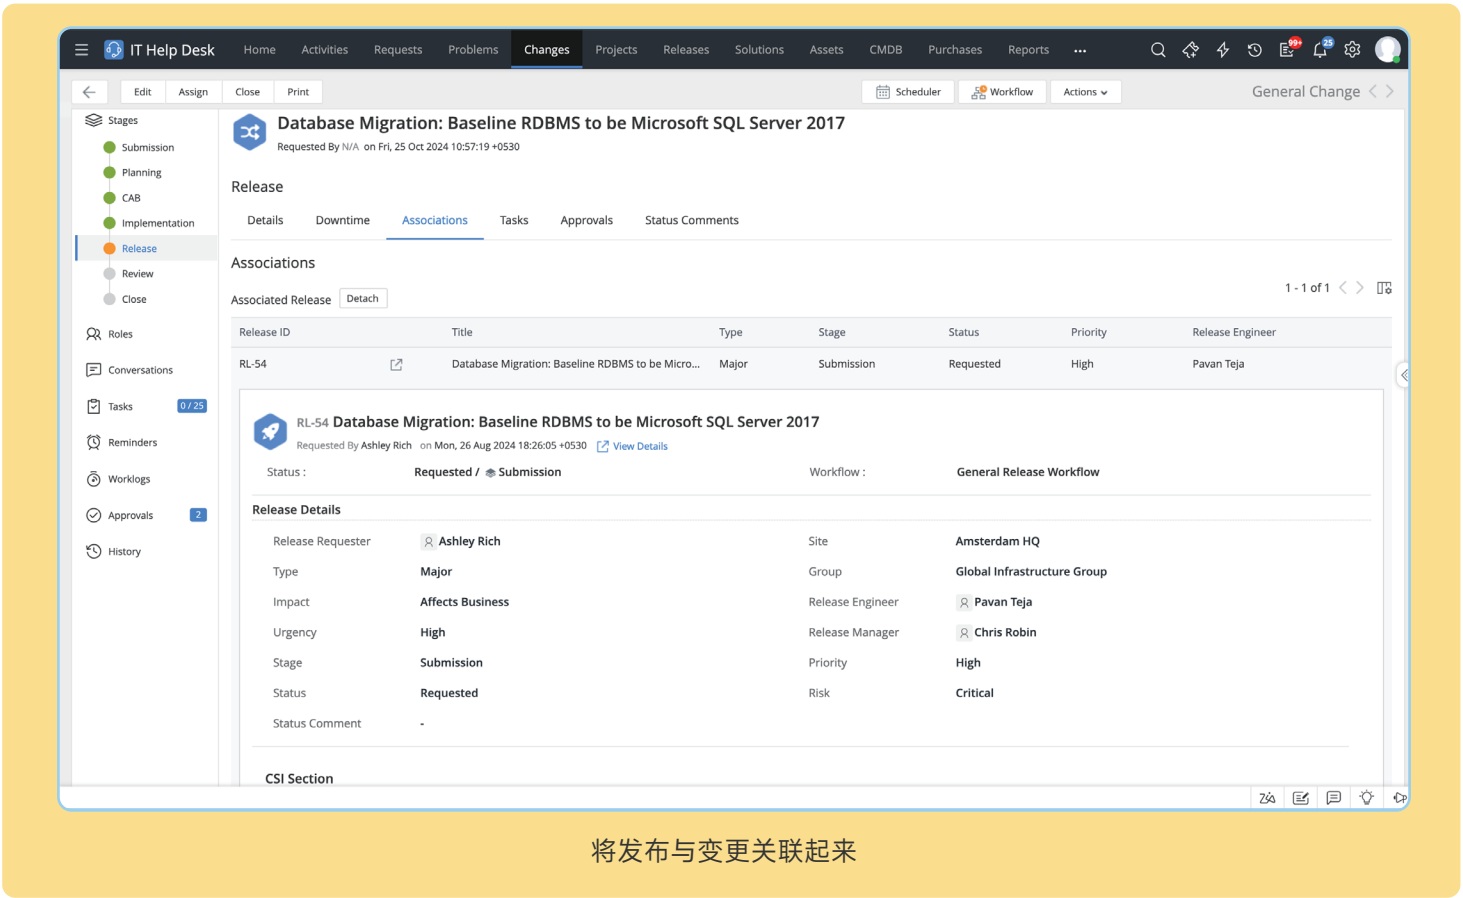 IT Help Desk Home Activities Requests Problems Changes Projects Releases Solutions Assets CMDB Purchases Reports ... 99+ 25
Edit Assign Close Print Scheduler Workflow Actions General Change
Stages
Submission
Planning
CAB
Implementation
Release
Review
Close
Roles
Conversations
Tasks 0 / 25
Reminders
Worklogs
Approvals 2
History
Database Migration: Baseline RDBMS to be Microsoft SQL Server 2017
Requested By N/A on Fri, 25 Oct 2024 10:57:19 +0530
Release
Details Downtime Associations Tasks Approvals Status Comments
Associations
1 - 1 of 1
Associated Release Detach
Release ID Title Type Stage Status Priority Release Engineer
RL-54 Database Migration: Baseline RDBMS to be Micro... Major Submission Requested High Pavan Teja
RL-54 Database Migration: Baseline RDBMS to be Microsoft SQL Server 2017
Requested By Ashley Rich on Mon, 26 Aug 2024 18:26:05 +0530 View Details
Status : Requested / Submission Workflow : General Release Workflow
Release Details
Release Requester Ashley Rich Site Amsterdam HQ
Type Major Group Global Infrastructure Group
Impact Affects Business Release Engineer Pavan Teja
Urgency High Release Manager Chris Robin
Stage Submission Priority High
Status Requested Risk Critical
Status Comment -
CSI Section
将发布与变更关联起来